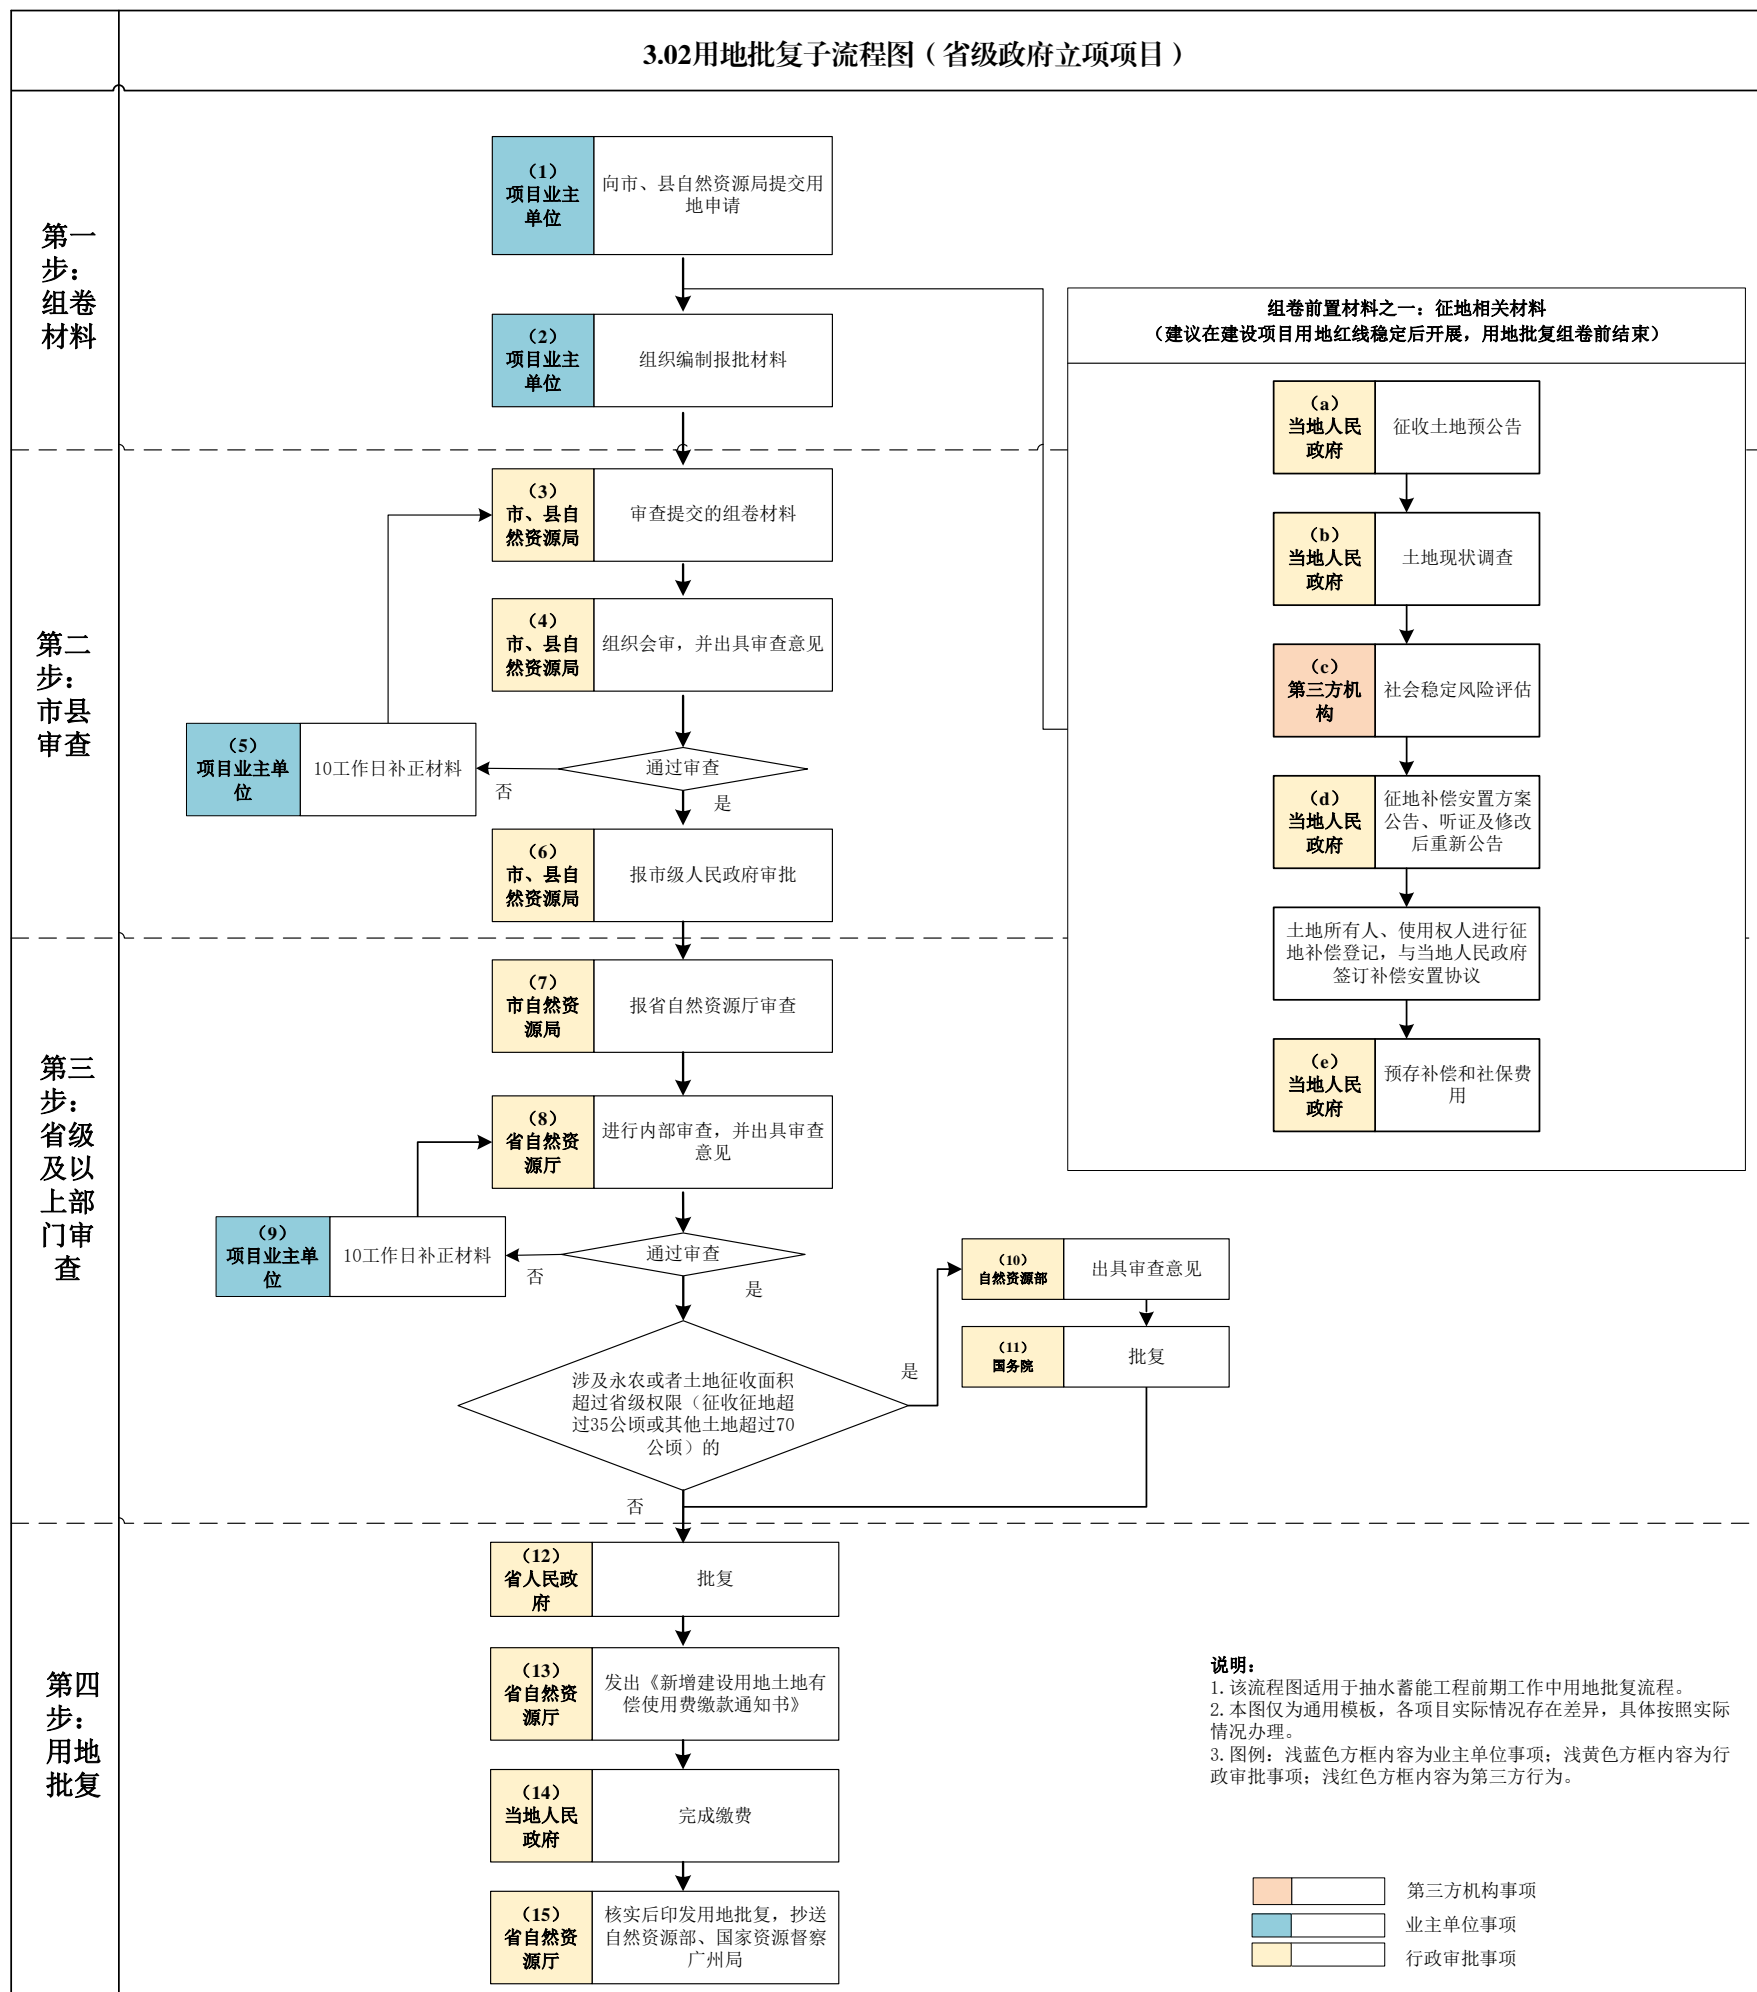 3.02用地批复子流程图（省级政府立项项目）
第一
步：
组卷
材料
（1）
项目业主
单位
向市、县自然资源局提交用
地申请
（2）
项目业主
单位
组织编制报批材料
组卷前置材料之一：征地相关材料
（建议在建设项目用地红线稳定后开展，用地批复组卷前结束）
（a）
当地人民
政府
征收土地预公告
（b）
当地人民
政府
土地现状调查
（c）
第三方机
构
社会稳定风险评估
（d）
当地人民
政府
征地补偿安置方案
公告、听证及修改
后重新公告
土地所有人、使用权人进行征
地补偿登记，与当地人民政府
签订补偿安置协议
（e）
当地人民
政府
预存补偿和社保费
用
第二
步：
市县
审查
（3）
市、县自
然资源局
审查提交的组卷材料
（4）
市、县自
然资源局
组织会审，并出具审查意见
（5）
项目业主单
位
10工作日补正材料
否
通过审查
是
（6）
市、县自
然资源局
报市级人民政府审批
第三
步：
省级
及以
上部
门审
查
（7）
市自然资
源局
报省自然资源厅审查
（8）
省自然资
源厅
进行内部审查，并出具审查
意见
（9）
项目业主单
位
10工作日补正材料
否
通过审查
是
（10）
自然资源部
出具审查意见
（11）
国务院
批复
涉及永农或者土地征收面积
超过省级权限（征收征地超
过35公顷或其他土地超过70
公顷）的
是
否
第四
步：
用地
批复
（12）
省人民政
府
批复
（13）
省自然资
源厅
发出《新增建设用地土地有
偿使用费缴款通知书》
（14）
当地人民
政府
完成缴费
（15）
省自然资
源厅
核实后印发用地批复，抄送
自然资源部、国家资源督察
广州局
说明：
1.该流程图适用于抽水蓄能工程前期工作中用地批复流程。
2.本图仅为通用模板，各项目实际情况存在差异，具体按照实际
情况办理。
3.图例：浅蓝色方框内容为业主单位事项；浅黄色方框内容为行
政审批事项；浅红色方框内容为第三方行为。
第三方机构事项
业主单位事项
行政审批事项